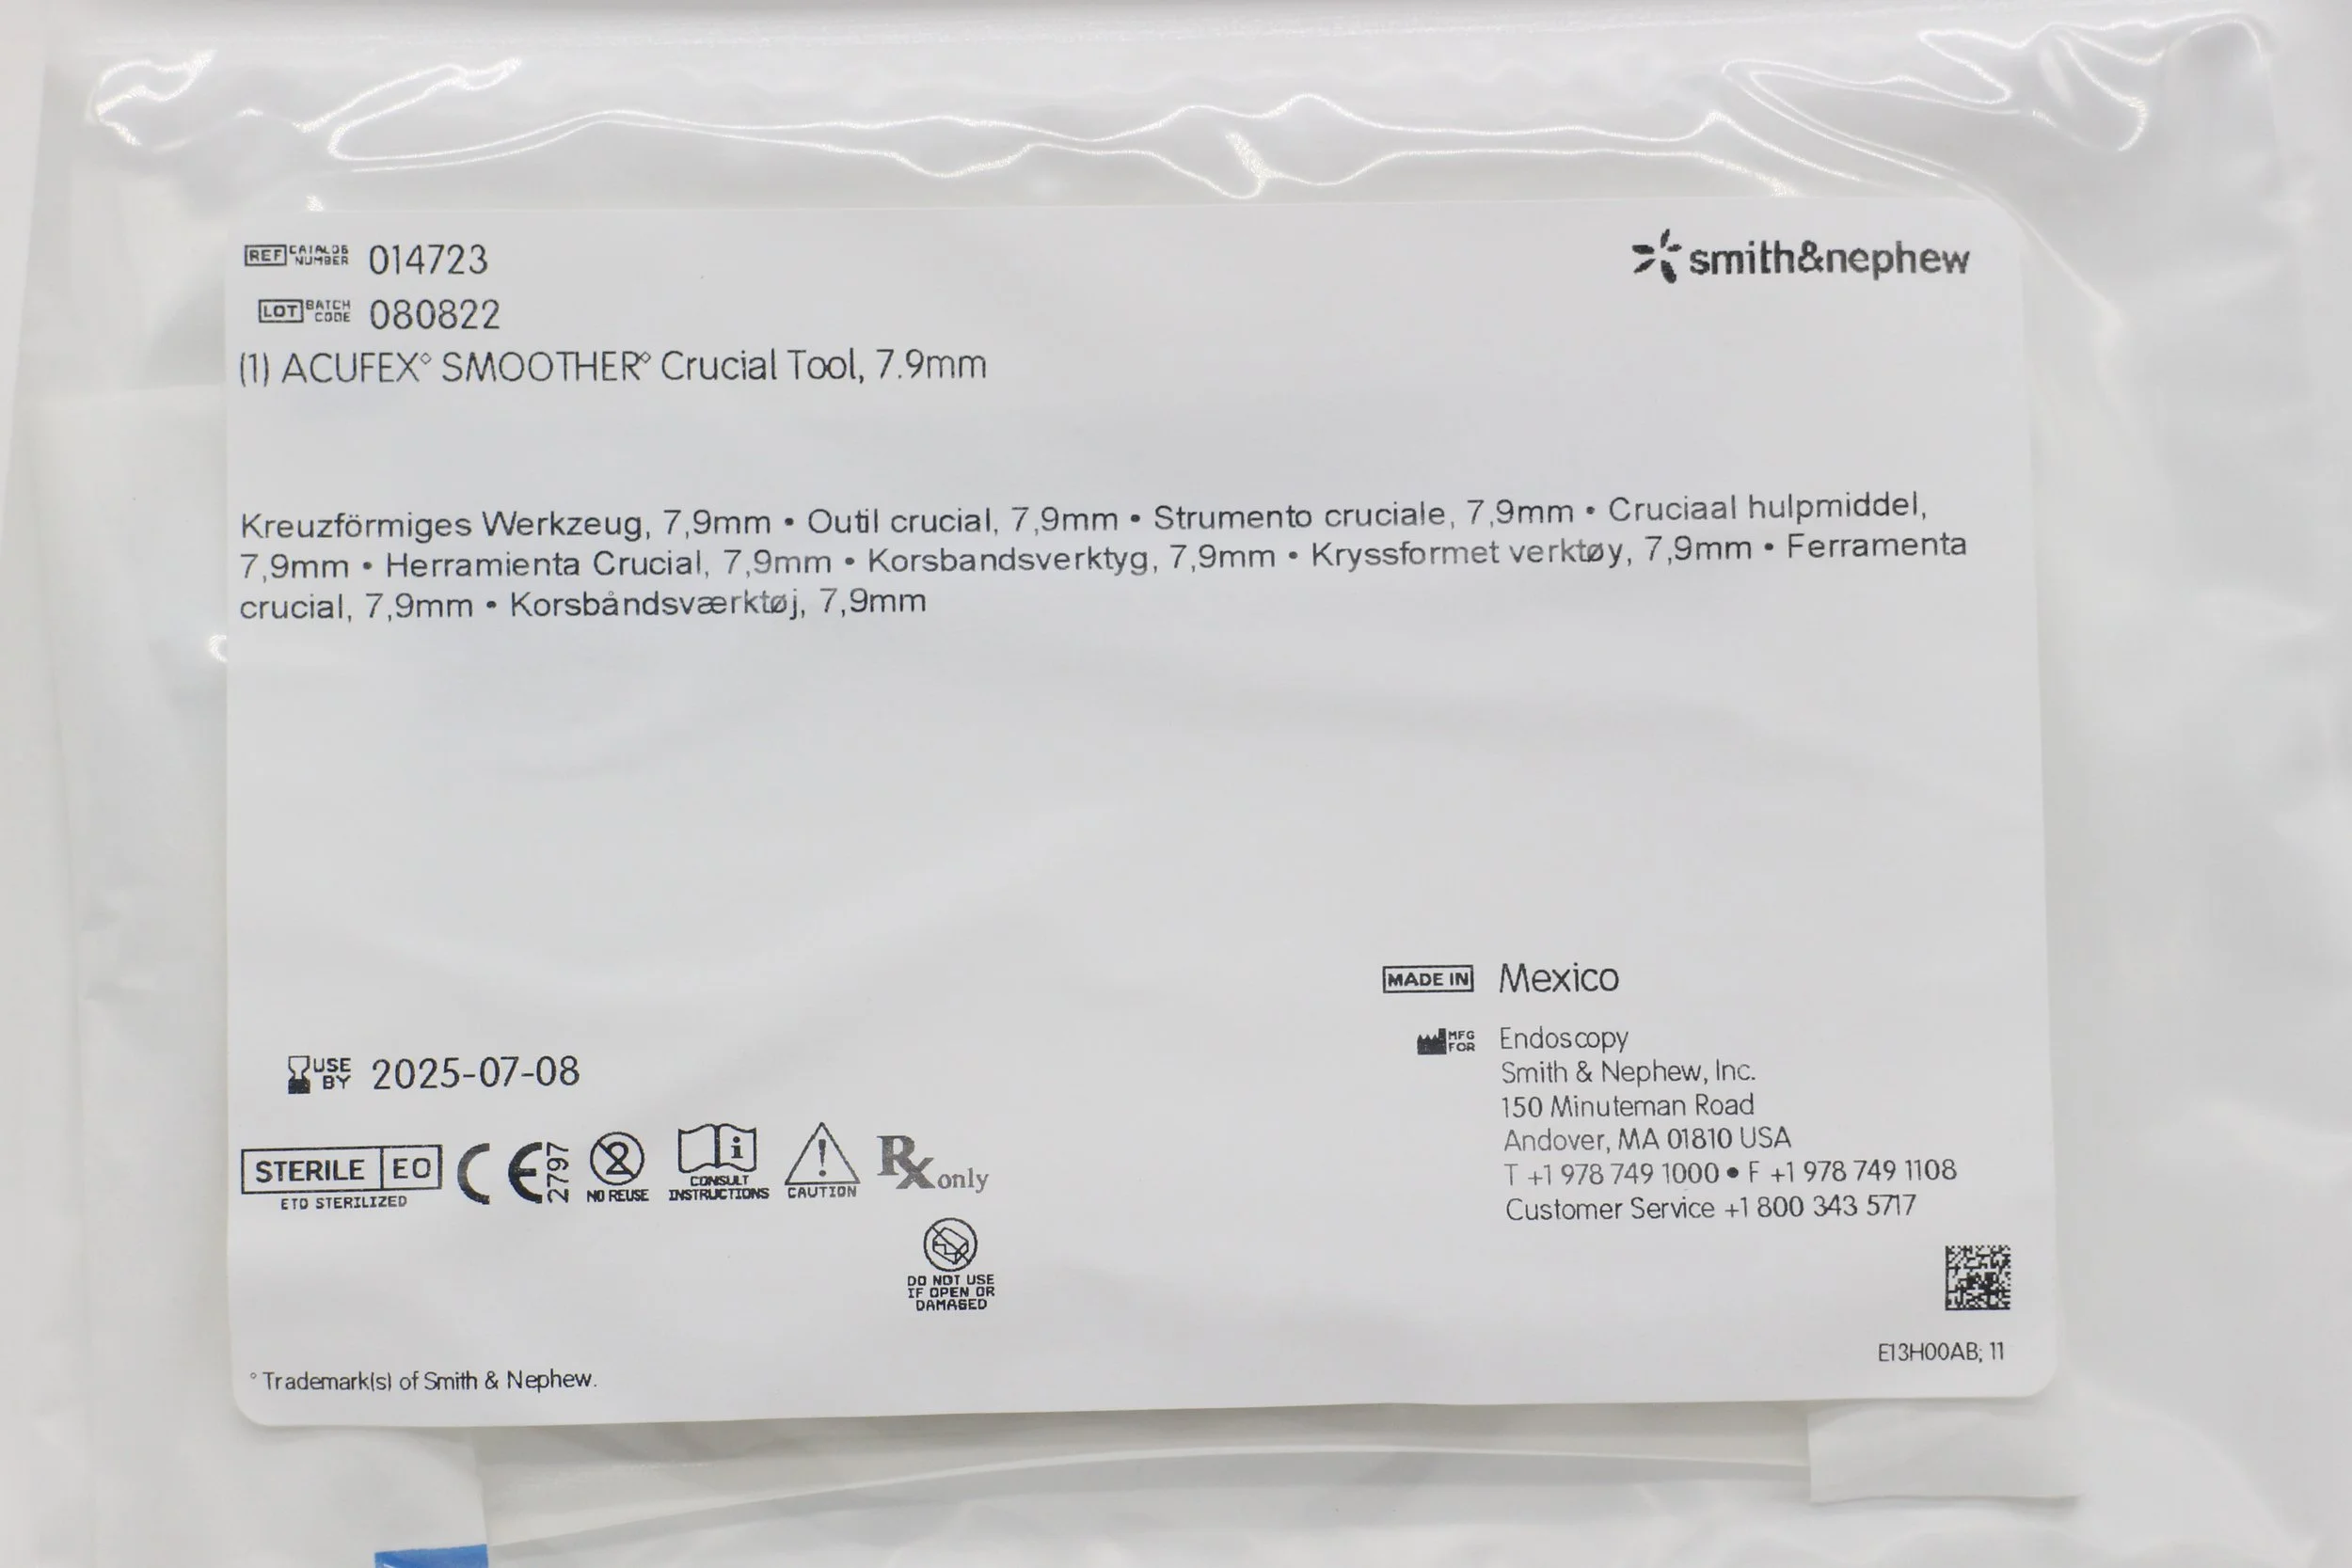 REF CATALOG NUMBER 014723
smith&nephew
LOT BATCH CODE 080822
(1) ACUFEX° SMOOTHER° Crucial Tool, 7.9mm
Kreuzförmiges Werkzeug, 7,9mm • Outil crucial, 7,9mm • Strumento cruciale, 7,9mm • Cruciaal hulpmiddel,
7,9mm • Herramienta Crucial, 7,9mm • Korsbandsverktyg, 7,9mm • Kryssformet verktøy, 7,9mm • Ferramenta
crucial, 7,9mm • Korsbåndsværktøj, 7,9mm
MADE IN Mexico
MFG FOR Endoscopy
Smith & Nephew, Inc.
150 Minuteman Road
Andover, MA 01810 USA
T +1 978 749 1000 • F +1 978 749 1108
Customer Service +1 800 343 5717
USE BY 2025-07-08
STERILE EO
ETO STERILIZED
CE 2797
2
NO REUSE
i
CONSULT
INSTRUCTIONS
!
CAUTION
Rx only
DO NOT USE
IF OPEN OR
DAMAGED
E13H00AB; 11
° Trademark(s) of Smith & Nephew.